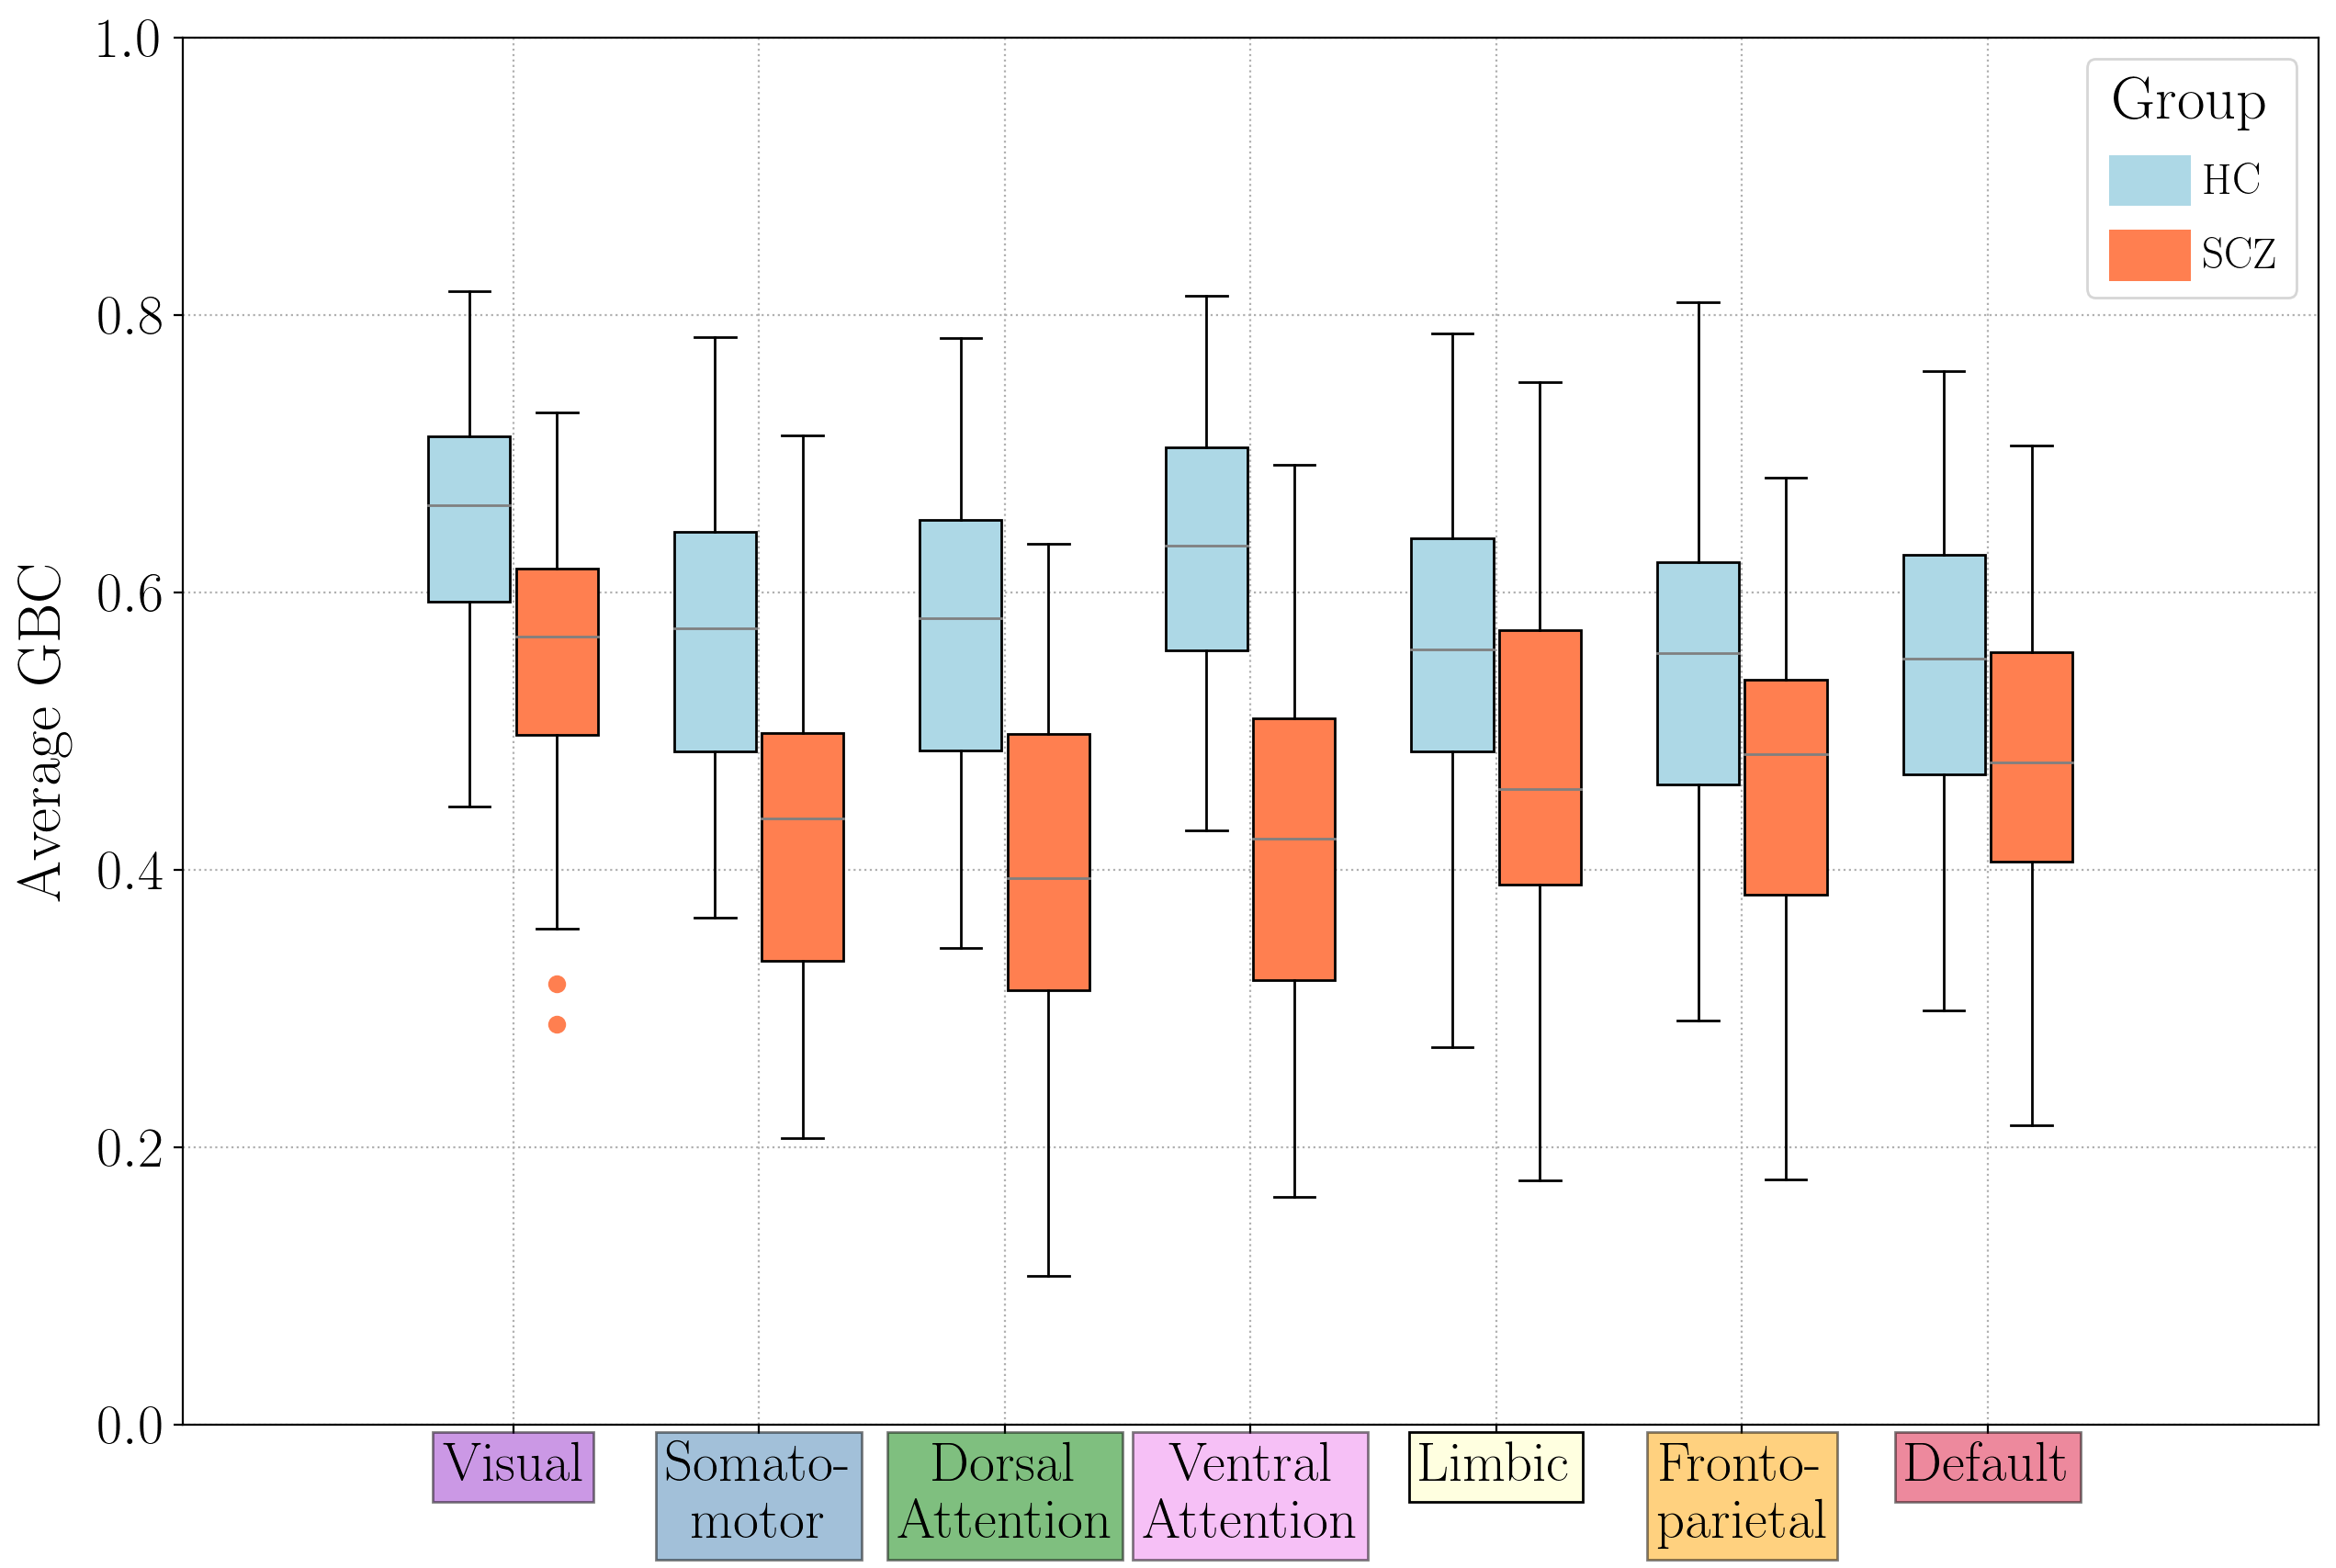 Average GBC
1.0
0.8
0.6
0.4
0.2
0.0
Group
HC
SCZ
Visual
Somato-
motor
Dorsal
Attention
Ventral
Attention
Limbic
Fronto-
parietal
Default